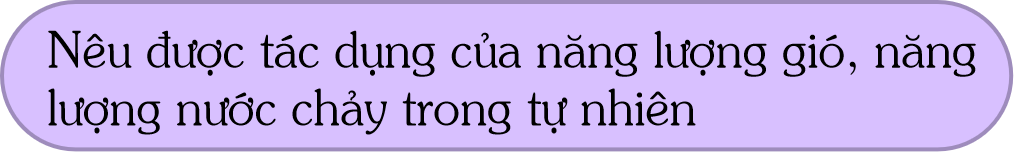 Nêu được tác dụng của năng lượng gió, năng
lượng nước chảy trong tự nhiên